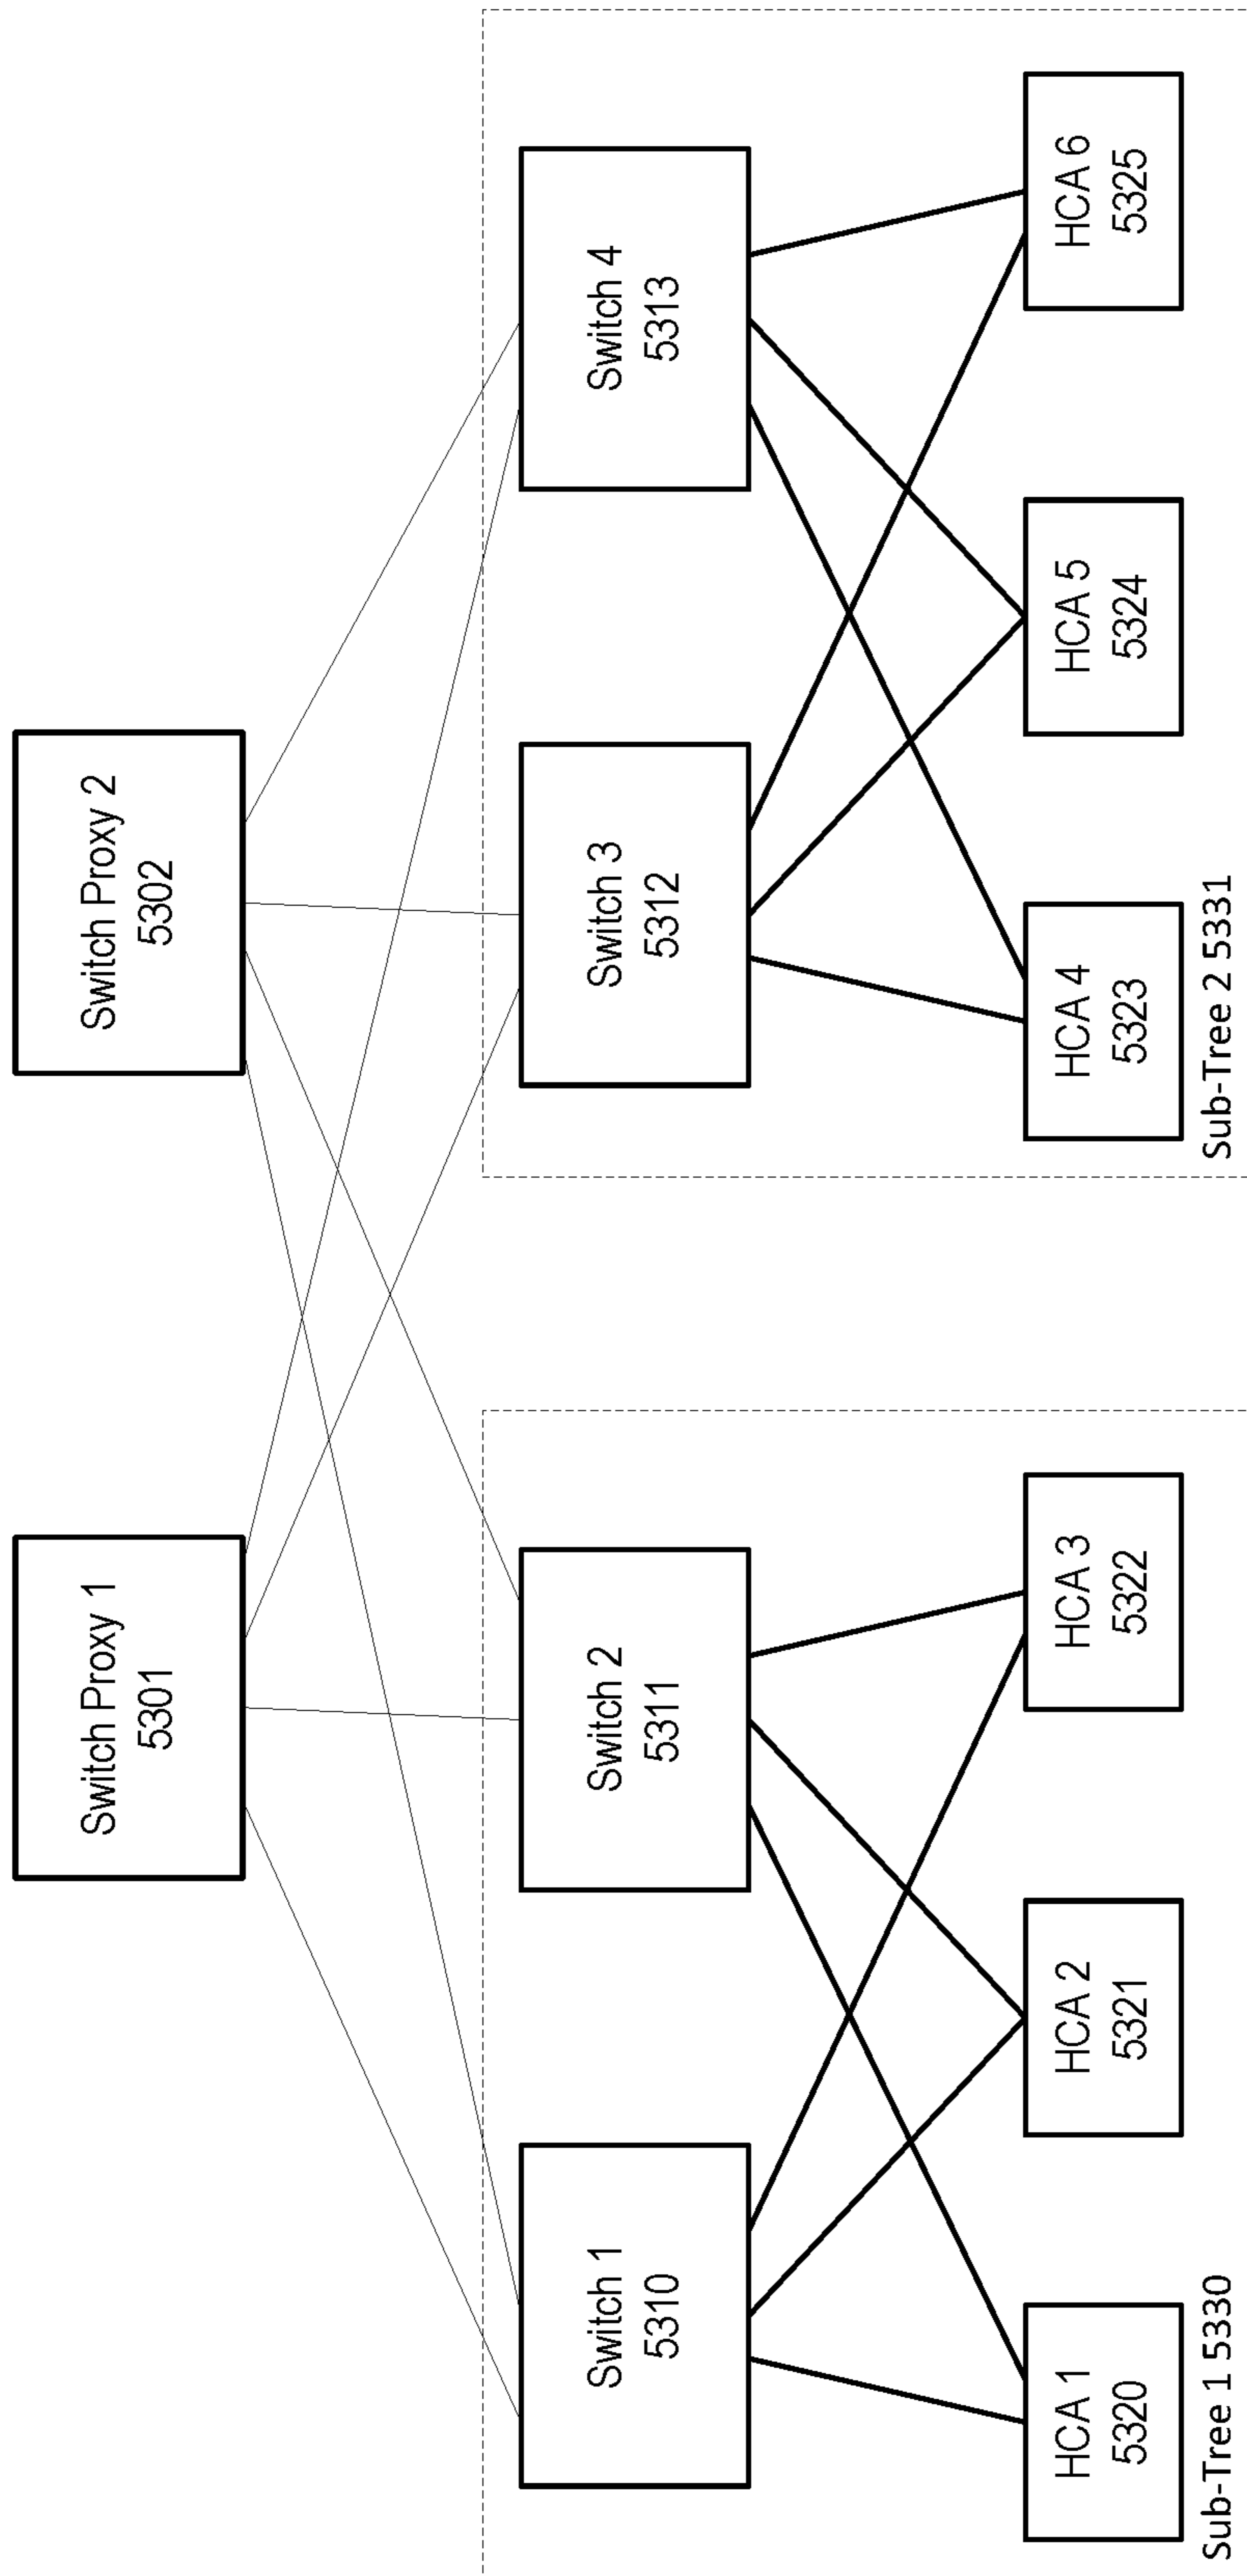 Switch Proxy 1
5301
Switch Proxy 2
5302
Switch 1
5310
Switch 2
5311
Switch 3
5312
Switch 4
5313
HCA 1
5320
HCA 2
5321
HCA 3
5322
HCA 4
5323
HCA 5
5324
HCA 6
5325
Sub-Tree 1 5330
Sub-Tree 2 5331